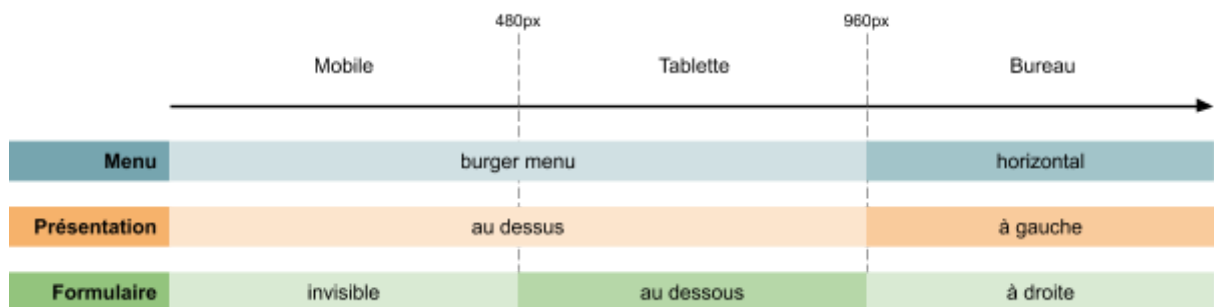 480px 960px
Mobile Tablette Bureau
Menu burger menu horizontal
Présentation au dessus à gauche
Formulaire invisible au dessous à droite